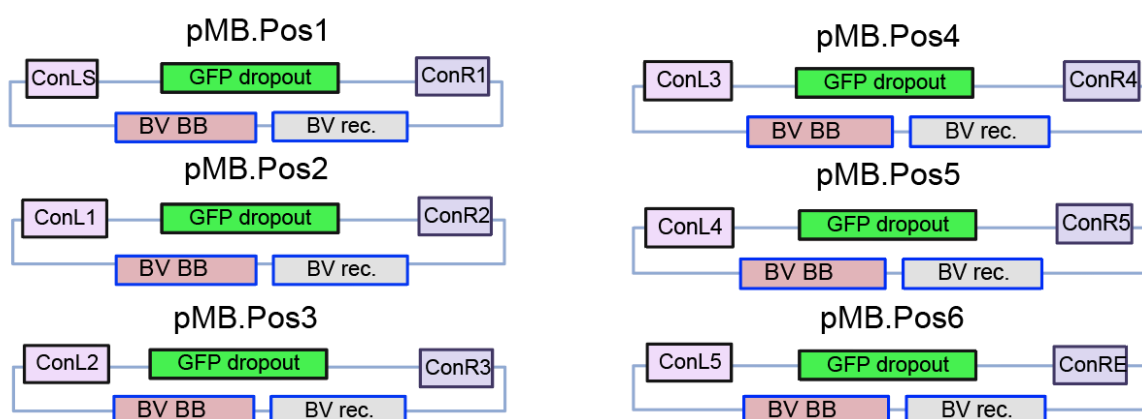 pMB.Pos1
ConLS GFP dropout ConR1
BV BB BV rec.
pMB.Pos2
ConL1 GFP dropout ConR2
BV BB BV rec.
pMB.Pos3
ConL2 GFP dropout ConR3
BV BB BV rec.
pMB.Pos4
ConL3 GFP dropout ConR4
BV BB BV rec.
pMB.Pos5
ConL4 GFP dropout ConR5
BV BB BV rec.
pMB.Pos6
ConL5 GFP dropout ConRE
BV BB BV rec.